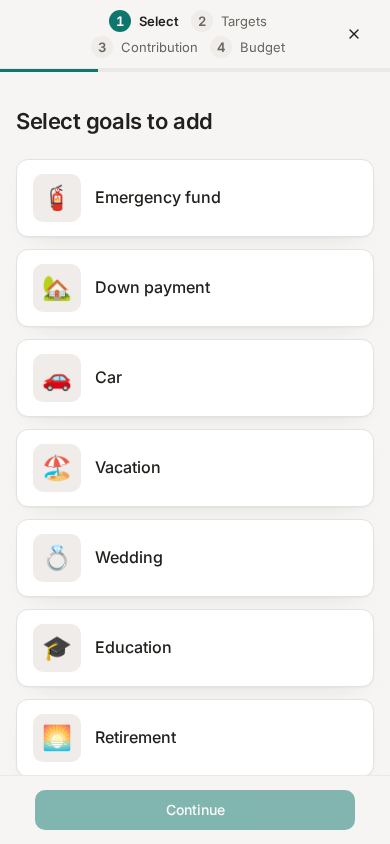 1 Select 2 Targets
3 Contribution 4 Budget
Select goals to add
Emergency fund
Down payment
Car
Vacation
Wedding
Education
Retirement
Continue